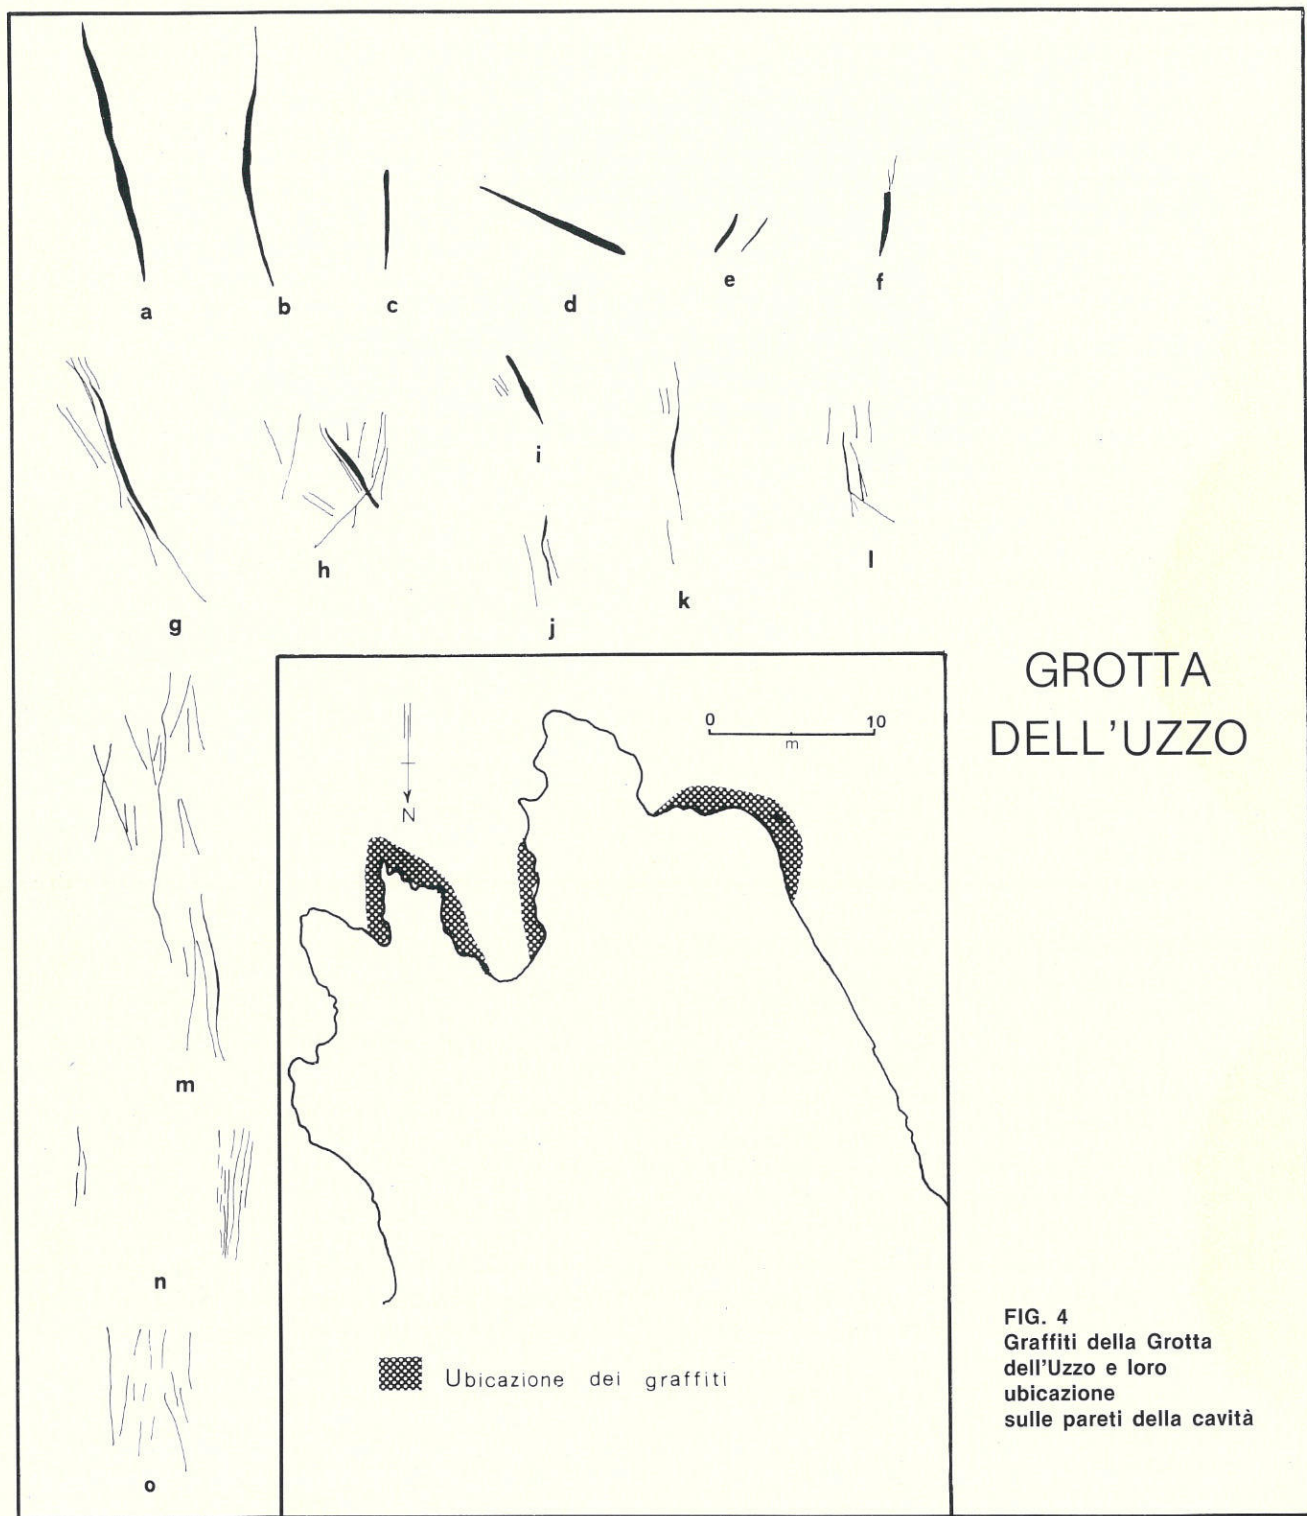 a
b
c
d
e
f
g
h
i
j
k
l
m
n
o
GROTTA
DELL'UZZO
0 10
m
N
Ubicazione dei graffiti
FIG. 4
Graffiti della Grotta
dell'Uzzo e loro
ubicazione
sulle pareti della cavità